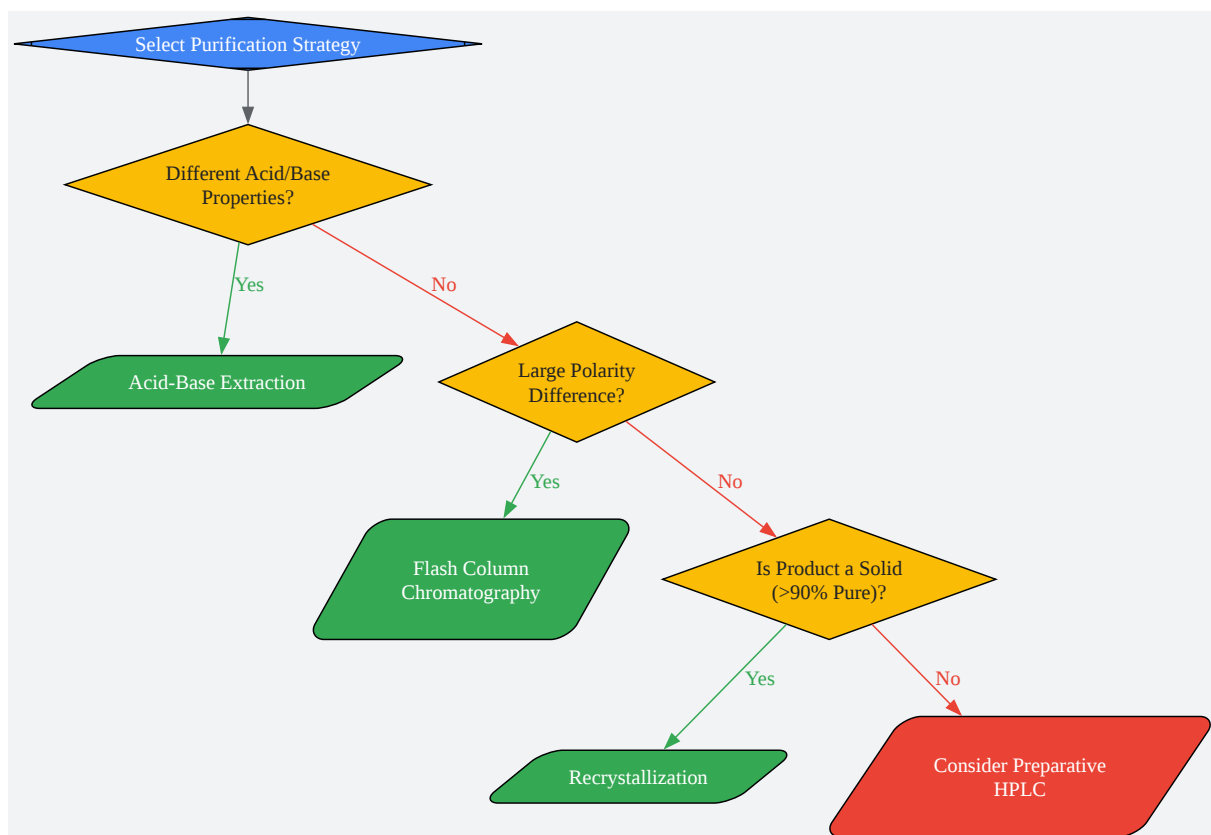 Select Purification Strategy
Different Acid/Base
Properties?
Yes
No
Acid-Base Extraction
Large Polarity
Difference?
Yes
No
Flash Column
Chromatography
Is Product a Solid
(>90% Pure)?
Yes
No
Recrystallization
Consider Preparative
HPLC